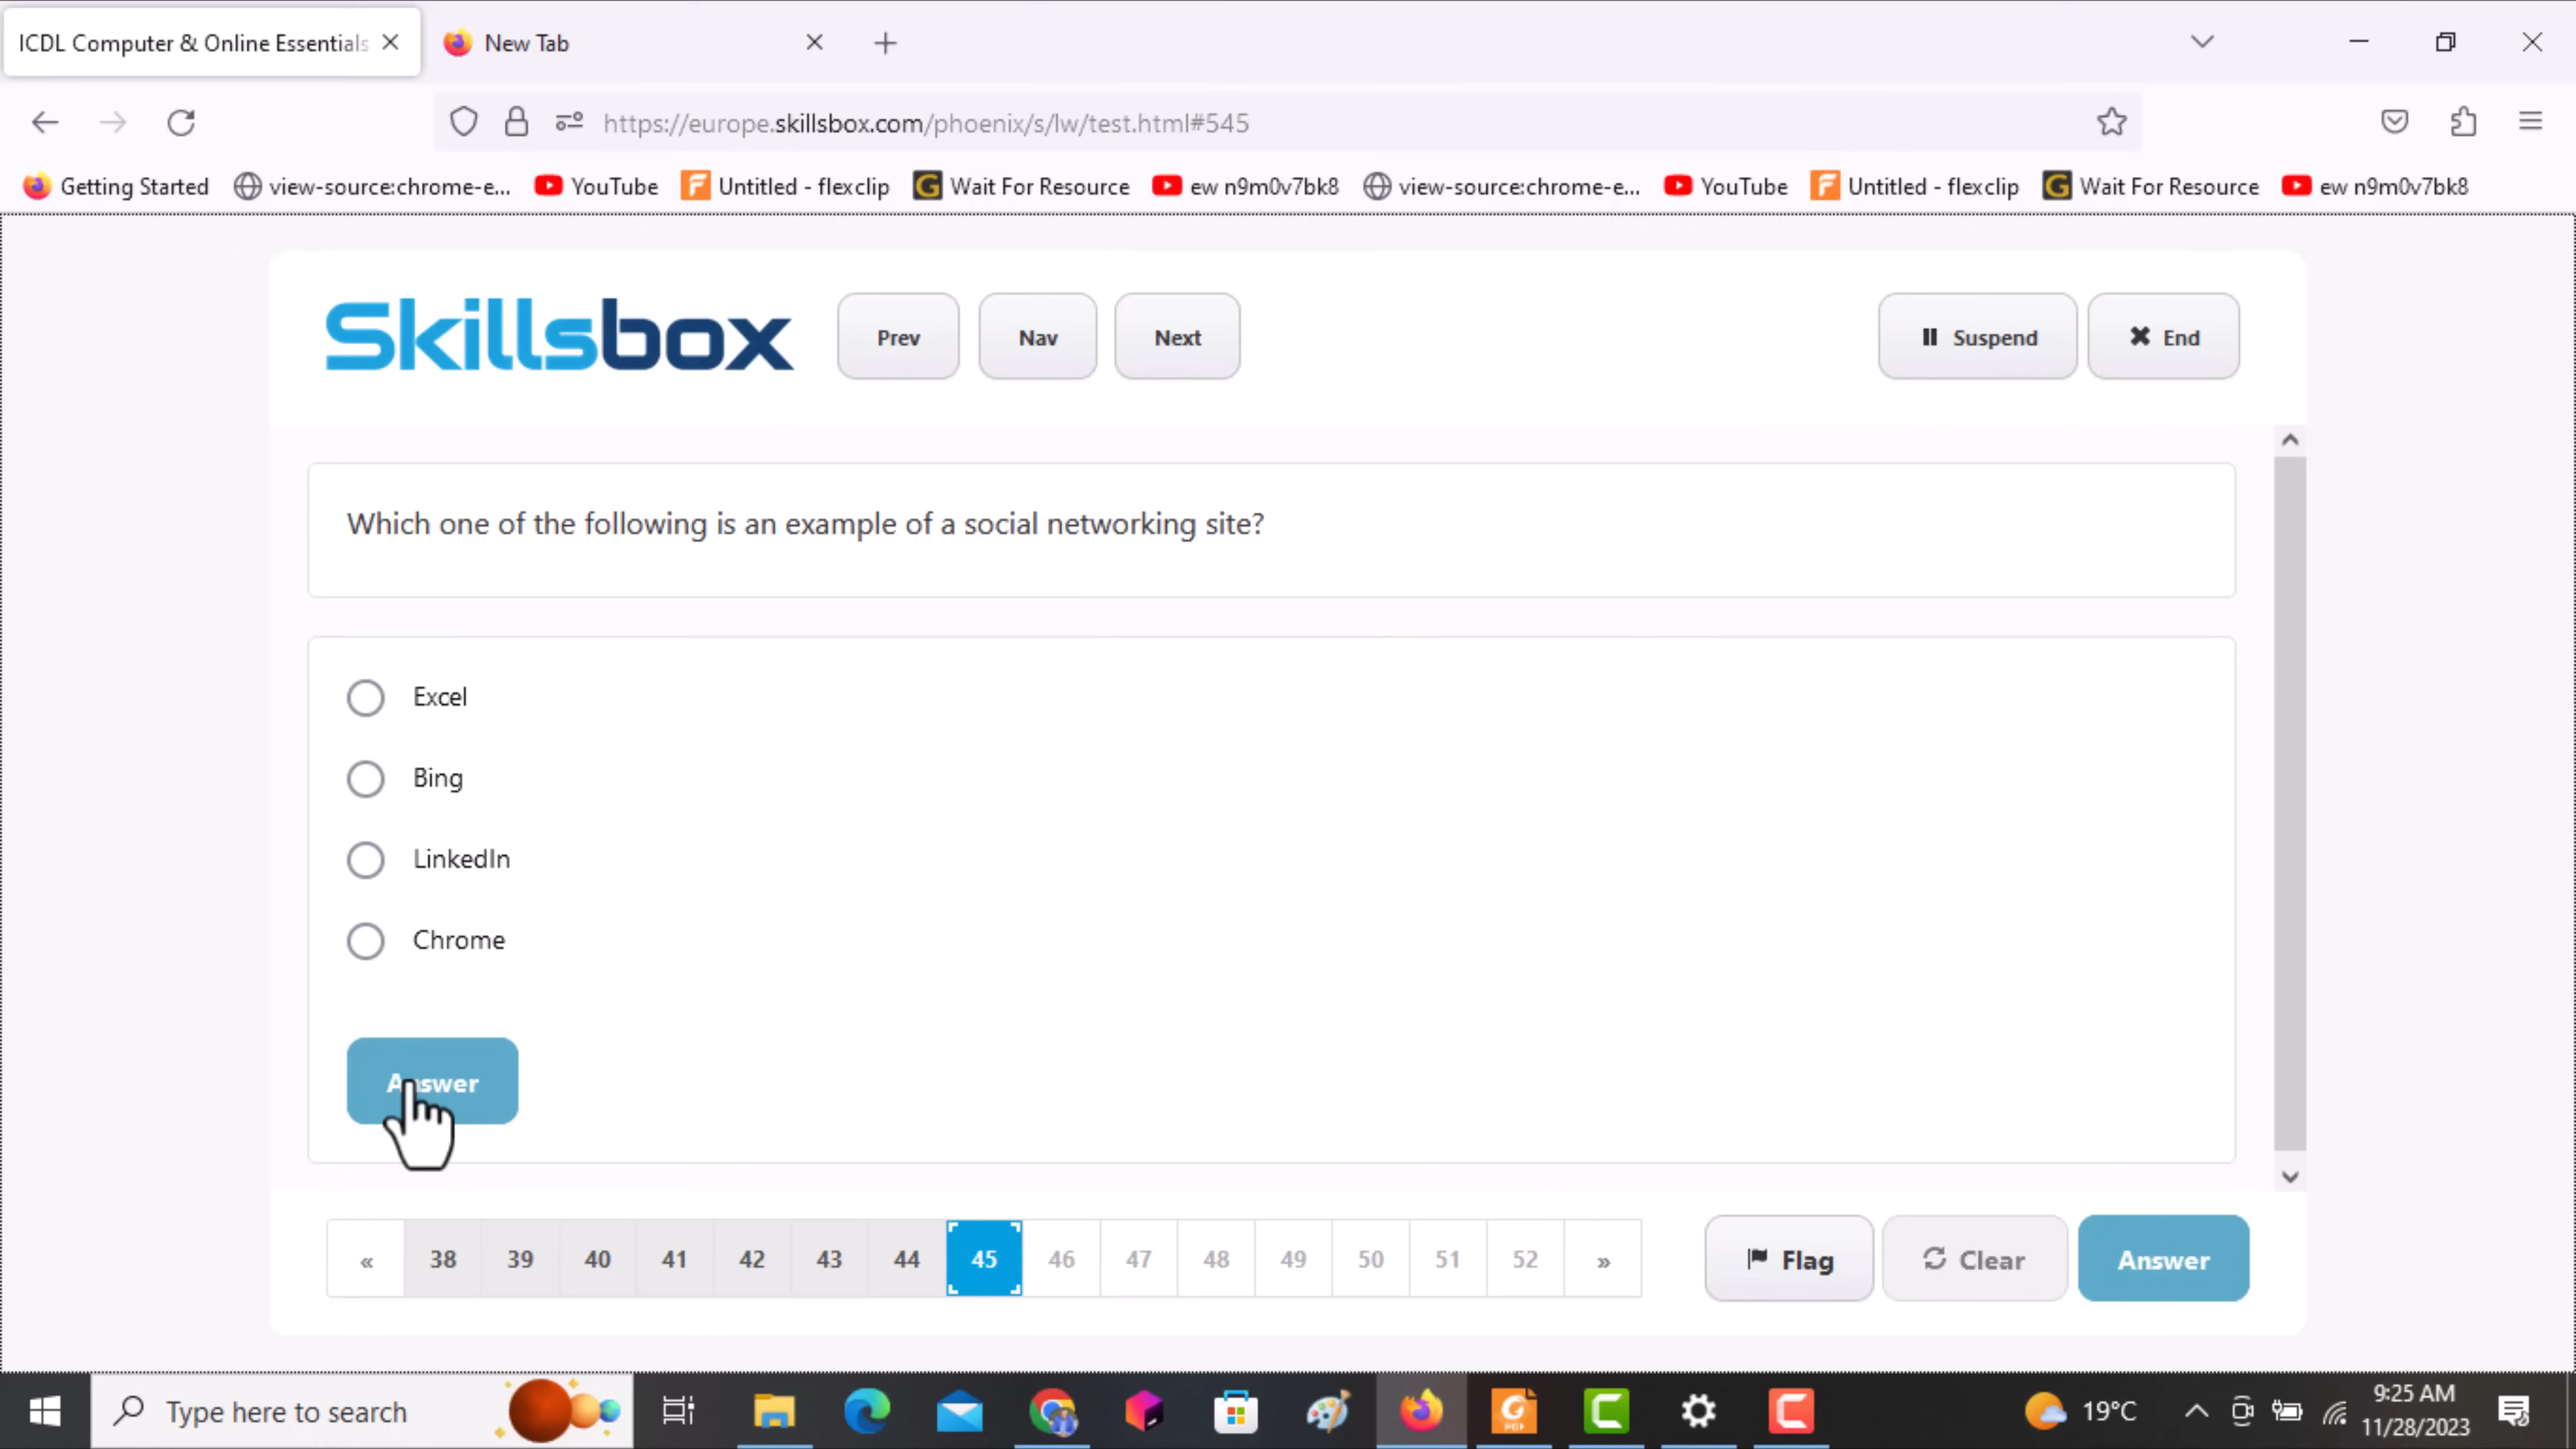 ICDL Computer & Online Essentials
New Tab
https://europe.skillsbox.com/phoenix/s/lw/test.html#545
Getting Started view-source:chrome-e... YouTube Untitled - flexclip Wait For Resource ew n9m0v7bk8 view-source:chrome-e... YouTube Untitled - flexclip Wait For Resource ew n9m0v7bk8
Skillsbox Prev Nav Next Suspend End
Which one of the following is an example of a social networking site?
Excel
Bing
LinkedIn
Chrome
Answer
« 38 39 40 41 42 43 44 45 46 47 48 49 50 51 52 » Flag Clear Answer
Type here to search
19°C
9:25 AM
11/28/2023